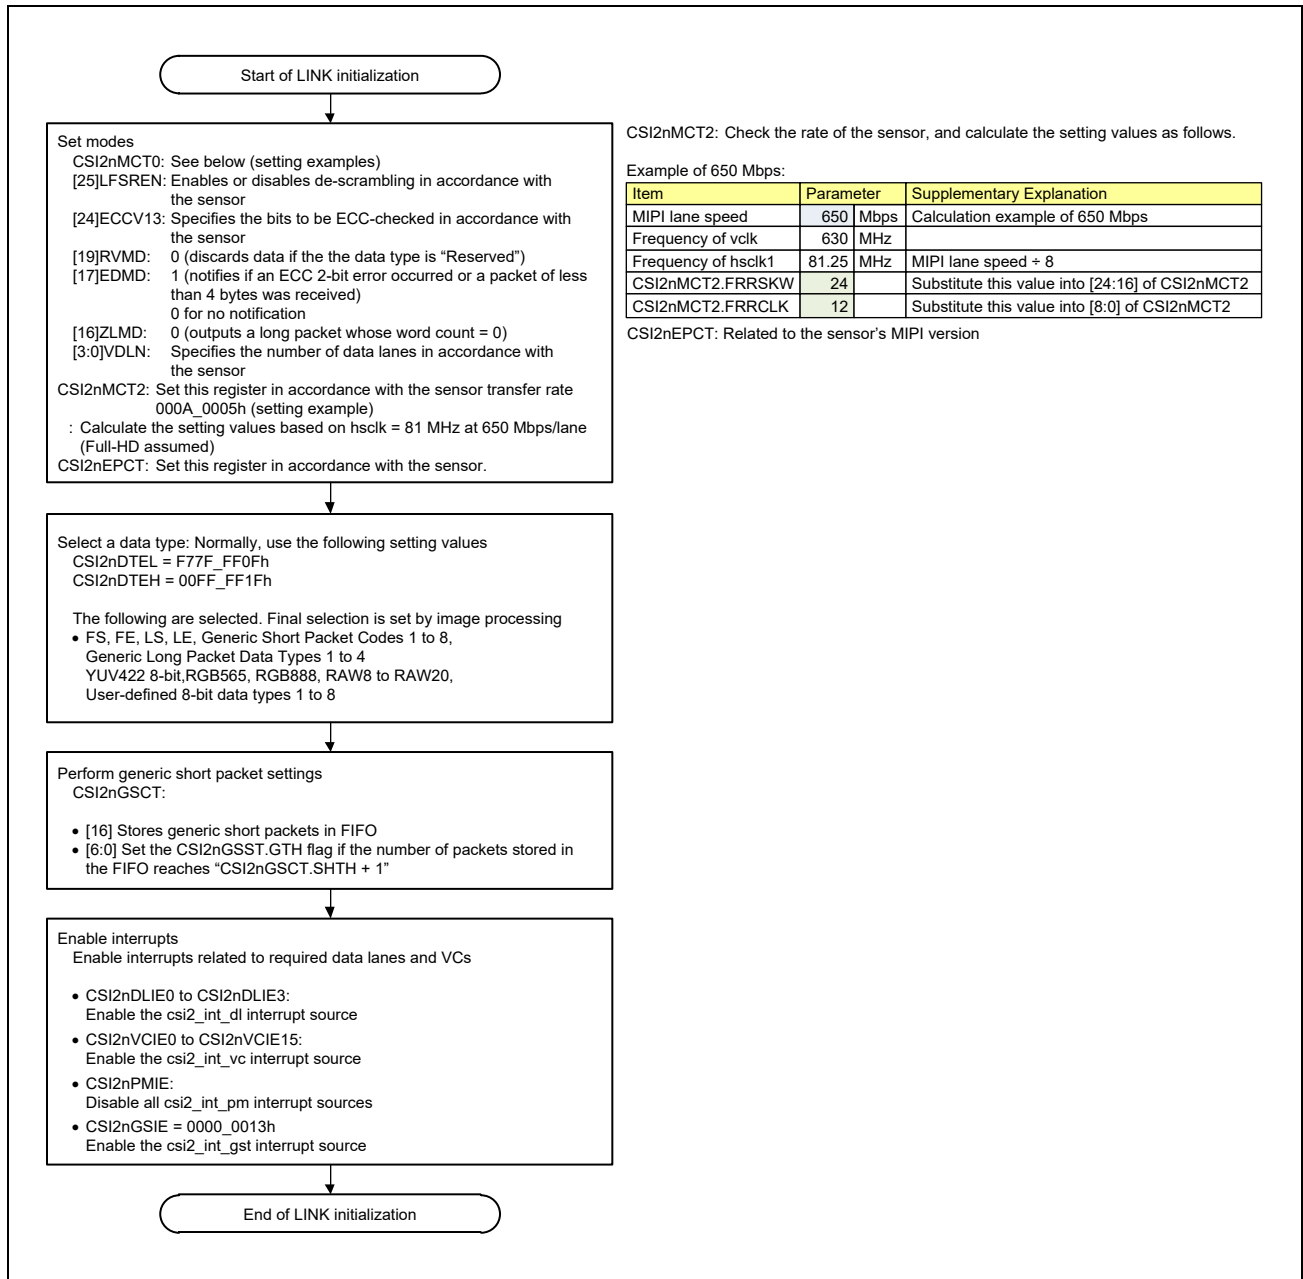 Start of LINK initialization
Set modes
CSI2nMCT0: See below (setting examples)
[25]LFSREN: Enables or disables de-scrambling in accordance with
the sensor
[24]ECCV13: Specifies the bits to be ECC-checked in accordance with
the sensor
[19]RVMD: 0 (discards data if the the data type is “Reserved”)
[17]EDMD: 1 (notifies if an ECC 2-bit error occurred or a packet of less
than 4 bytes was received)
0 for no notification
[16]ZLMD: 0 (outputs a long packet whose word count = 0)
[3:0]VDLN: Specifies the number of data lanes in accordance with
the sensor
CSI2nMCT2: Set this register in accordance with the sensor transfer rate
000A_0005h (setting example)
: Calculate the setting values based on hsclk = 81 MHz at 650 Mbps/lane
(Full-HD assumed)
CSI2nEPCT: Set this register in accordance with the sensor.
CSI2nMCT2: Check the rate of the sensor, and calculate the setting values as follows.
Example of 650 Mbps:
Item Parameter Supplementary Explanation
MIPI lane speed 650 Mbps Calculation example of 650 Mbps
Frequency of vclk 630 MHz
Frequency of hsclk1 81.25 MHz MIPI lane speed ÷ 8
CSI2nMCT2.FRRSKW 24 Substitute this value into [24:16] of CSI2nMCT2
CSI2nMCT2.FRRCLK 12 Substitute this value into [8:0] of CSI2nMCT2
CSI2nEPCT: Related to the sensor’s MIPI version
Select a data type: Normally, use the following setting values
CSI2nDTEL = F77F_FF0Fh
CSI2nDTEH = 00FF_FF1Fh
The following are selected. Final selection is set by image processing
• FS, FE, LS, LE, Generic Short Packet Codes 1 to 8,
Generic Long Packet Data Types 1 to 4
YUV422 8-bit,RGB565, RGB888, RAW8 to RAW20,
User-defined 8-bit data types 1 to 8
Perform generic short packet settings
CSI2nGSCT:
• [16] Stores generic short packets in FIFO
• [6:0] Set the CSI2nGSST.GTH flag if the number of packets stored in
the FIFO reaches “CSI2nGSCT.SHTH + 1”
Enable interrupts
Enable interrupts related to required data lanes and VCs
• CSI2nDLIE0 to CSI2nDLIE3:
Enable the csi2_int_dl interrupt source
• CSI2nVCIE0 to CSI2nVCIE15:
Enable the csi2_int_vc interrupt source
• CSI2nPMIE:
Disable all csi2_int_pm interrupt sources
• CSI2nGSIE = 0000_0013h
Enable the csi2_int_gst interrupt source
End of LINK initialization